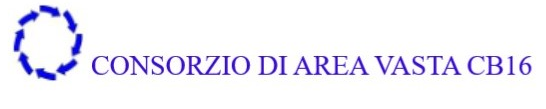 CONSORZIO DI AREA VASTA CB16